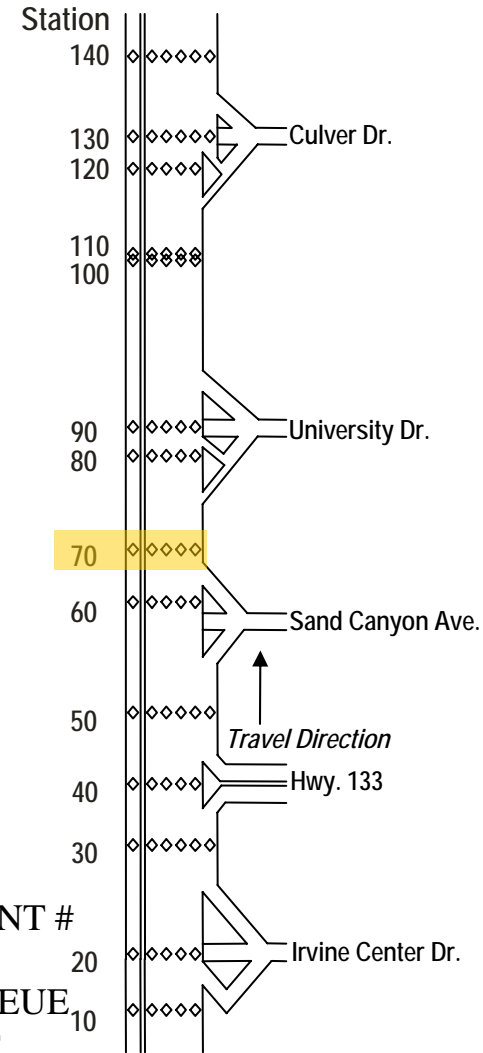 Station
140
130
Culver Dr.
120
110
100
90
University Dr.
80
70
60
Sand Canyon Ave.
50
Travel Direction
40
Hwy. 133
30
20
Irvine Center Dr.
10